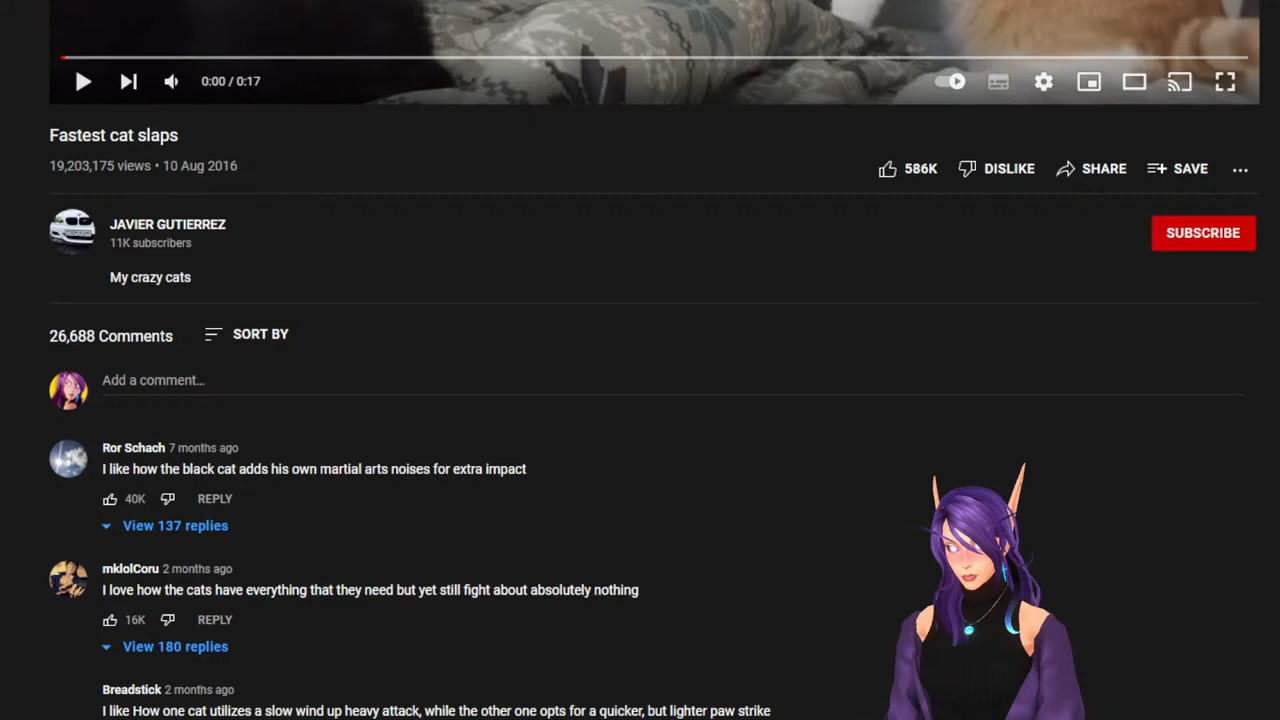 0:00 / 0:17
Fastest cat slaps
19,203,175 views • 10 Aug 2016
586K DISLIKE SHARE SAVE ...
JAVIER GUTIERREZ
11K subscribers
SUBSCRIBE
My crazy cats
26,688 Comments SORT BY
Add a comment...
Ror Schach 7 months ago
I like how the black cat adds his own martial arts noises for extra impact
40K REPLY
View 137 replies
mklolCoru 2 months ago
I love how the cats have everything that they need but yet still fight about absolutely nothing
16K REPLY
View 180 replies
Breadstick 2 months ago
I like How one cat utilizes a slow wind up heavy attack, while the other one opts for a quicker, but lighter paw strike